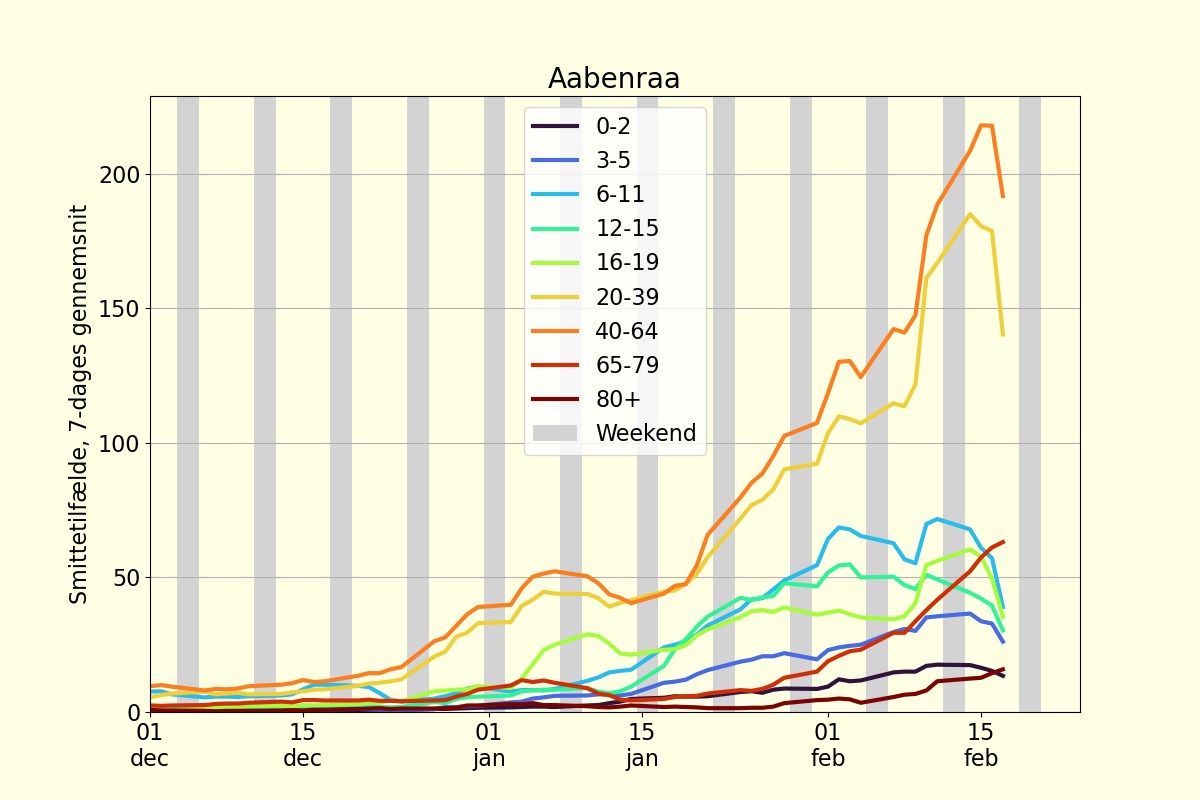 Aabenraa
Smittetilfælde, 7-dages gennemsnit
200
150
100
50
0
0-2
3-5
6-11
12-15
16-19
20-39
40-64
65-79
80+
Weekend
01 15 01 15 01 15
dec dec jan jan feb feb